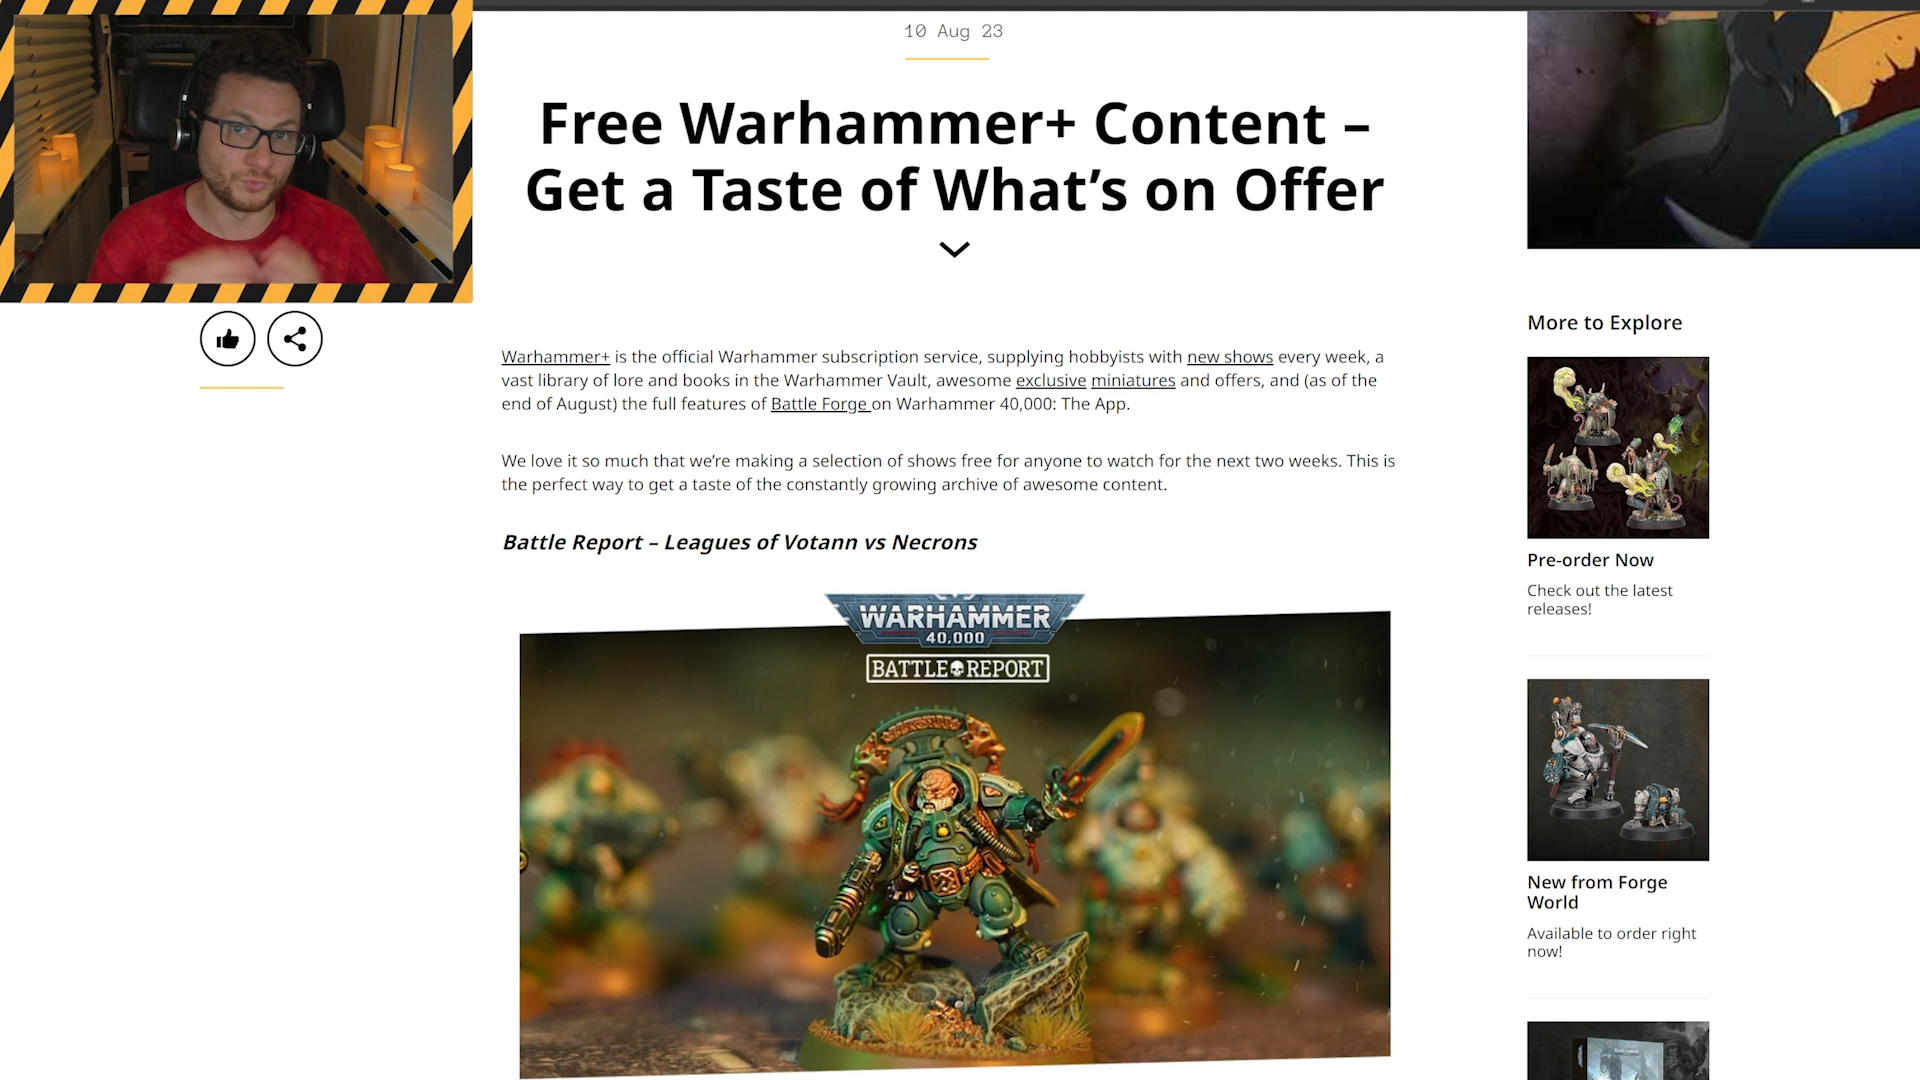 10 Aug 23
Free Warhammer+ Content –
Get a Taste of What’s on Offer
Warhammer+ is the official Warhammer subscription service, supplying hobbyists with new shows every week, a
vast library of lore and books in the Warhammer Vault, awesome exclusive miniatures and offers, and (as of the
end of August) the full features of Battle Forge on Warhammer 40,000: The App.
We love it so much that we’re making a selection of shows free for anyone to watch for the next two weeks. This is
the perfect way to get a taste of the constantly growing archive of awesome content.
Battle Report – Leagues of Votann vs Necrons
WARHAMMER
40,000
BATTLE REPORT
More to Explore
Pre-order Now
Check out the latest
releases!
New from Forge
World
Available to order right
now!